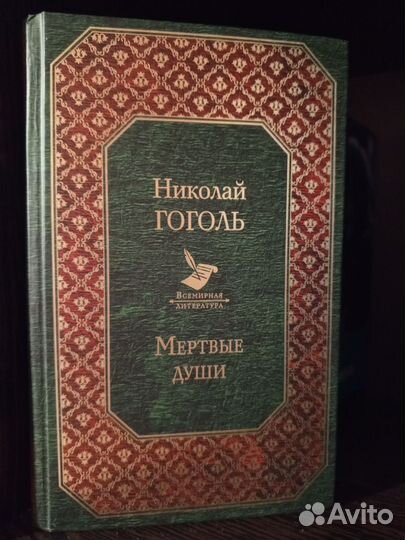 Николай
ГОГОЛЬ
ВСЕМИРНАЯ
ЛИТЕРАТУРА
МЕРТВЫЕ
ДУШИ
Avito